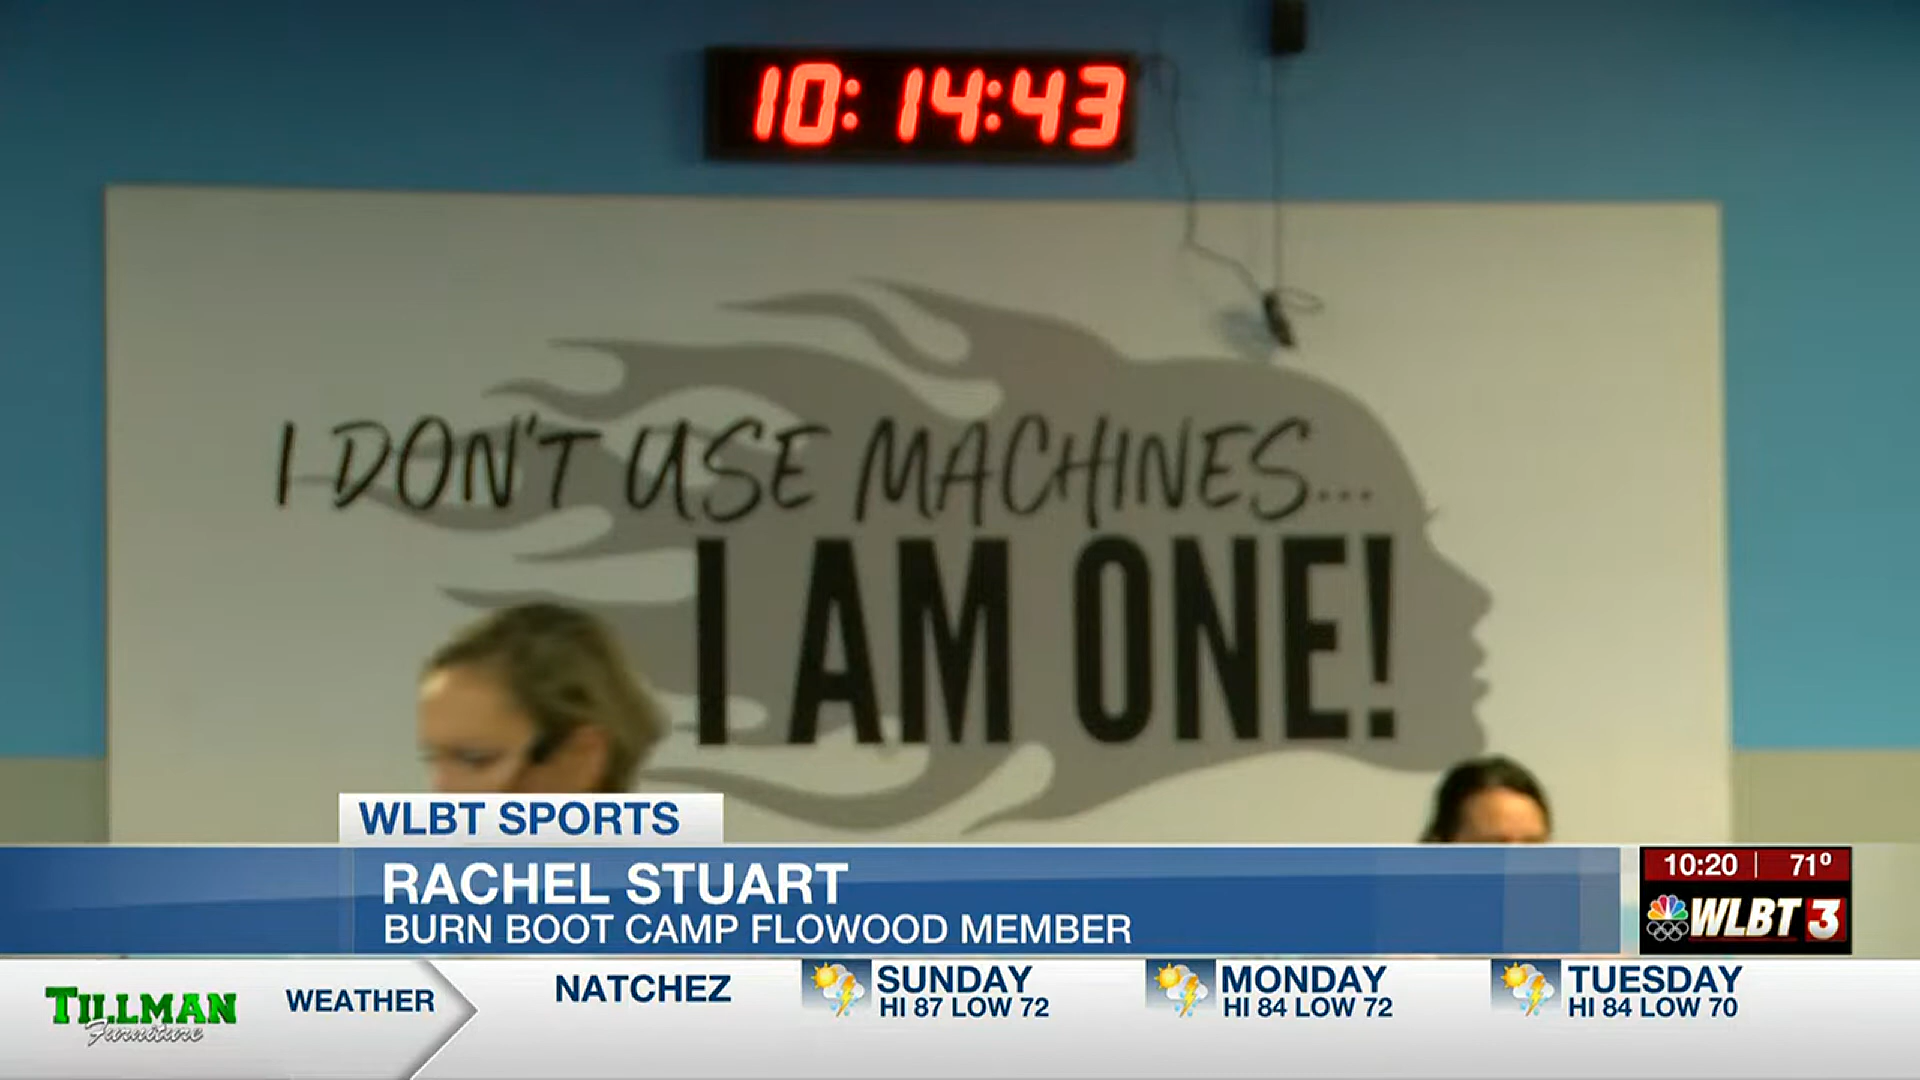 10:14:43
I DON'T USE MACHINES...
I AM ONE!
WLBT SPORTS
RACHEL STUART
BURN BOOT CAMP FLOWOOD MEMBER
10:20 | 71º
WLBT 3
TILLMAN
Furniture
WEATHER
NATCHEZ
SUNDAY
HI 87 LOW 72
MONDAY
HI 84 LOW 72
TUESDAY
HI 84 LOW 70